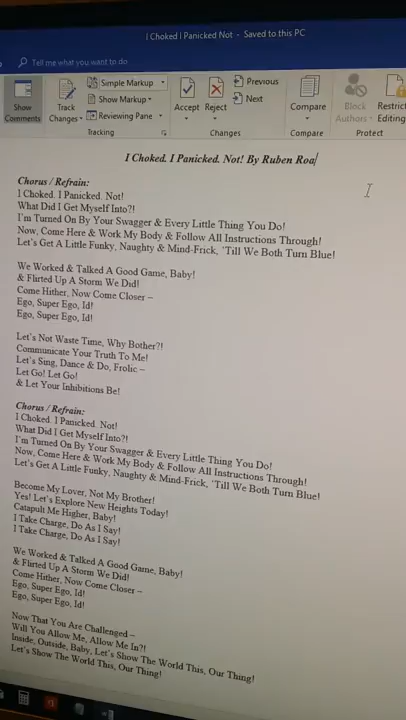 I Choked I Panicked Not - Saved to this PC
Tell me what you want to do
Show Comments
Track Changes
Simple Markup
Show Markup
Reviewing Pane
Tracking
Accept
Reject
Previous
Next
Changes
Compare
Compare
Block Authors
Restrict Editing
Protect
I Choked. I Panicked. Not! By Ruben Roa
Chorus / Refrain:
I Choked. I Panicked. Not!
What Did I Get Myself Into?!
I'm Turned On By Your Swagger & Every Little Thing You Do!
Now, Come Here & Work My Body & Follow All Instructions Through!
Let's Get A Little Funky, Naughty & Mind-Frick, 'Till We Both Turn Blue!
We Worked & Talked A Good Game, Baby!
& Flirted Up A Storm We Did!
Come Hither, Now Come Closer –
Ego, Super Ego, Id!
Ego, Super Ego, Id!
Let's Not Waste Time, Why Bother?!
Communicate Your Truth To Me!
Let's Sing, Dance & Do, Frolic –
Let Go! Let Go!
& Let Your Inhibitions Be!
Chorus / Refrain:
I Choked. I Panicked. Not!
What Did I Get Myself Into?!
I'm Turned On By Your Swagger & Every Little Thing You Do!
Now, Come Here & Work My Body & Follow All Instructions Through!
Let's Get A Little Funky, Naughty & Mind-Frick, 'Till We Both Turn Blue!
Become My Lover, Not My Brother!
Yes! Let's Explore New Heights Today!
Catapult Me Higher, Baby!
I Take Charge, Do As I Say!
I Take Charge, Do As I Say!
We Worked & Talked A Good Game, Baby!
& Flirted Up A Storm We Did!
Come Hither, Now Come Closer –
Ego, Super Ego, Id!
Ego, Super Ego, Id!
Now That You Are Challenged –
Will You Allow Me, Allow Me In?!
Inside, Outside, Baby, Let's Show The World This, Our Thing!
Let's Show The World This, Our Thing!